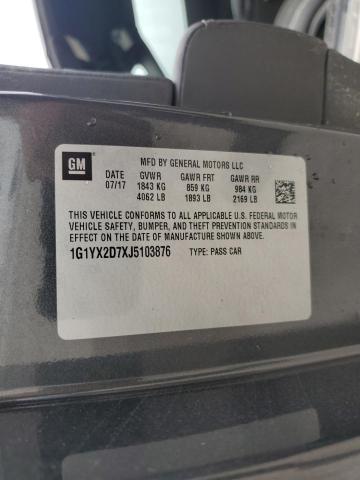 GM
MFD BY GENERAL MOTORS LLC
DATE GVWR GAWR FRT GAWR RR
07/17 1843 KG 859 KG 984 KG
4062 LB 1893 LB 2169 LB
THIS VEHICLE CONFORMS TO ALL APPLICABLE U.S. FEDERAL MOTOR
VEHICLE SAFETY, BUMPER, AND THEFT PREVENTION STANDARDS
IN EFFECT ON THE DATE OF MANUFACTURE SHOWN ABOVE.
1G1YX2D7XJ5103876 TYPE: PASS CAR